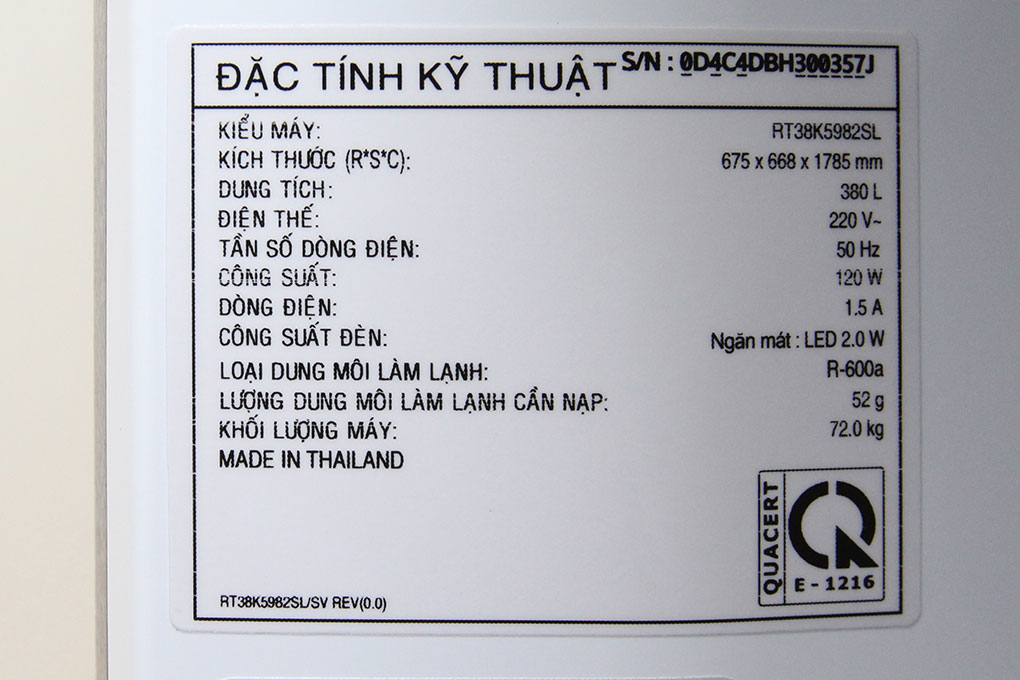 ĐẶC TÍNH KỸ THUẬT S/N : 0D4C4DBH300357J
KIỂU MÁY: RT38K5982SL
KÍCH THƯỚC (R*S*C): 675 x 668 x 1785 mm
DUNG TÍCH: 380 L
ĐIỆN THẾ: 220 V~
TẦN SỐ DÒNG ĐIỆN: 50 Hz
CÔNG SUẤT: 120 W
DÒNG ĐIỆN: 1.5 A
CÔNG SUẤT ĐÈN: Ngăn mát : LED 2.0 W
LOẠI DUNG MÔI LÀM LẠNH: R-600a
LƯỢNG DUNG MÔI LÀM LẠNH CẦN NẠP: 52 g
KHỐI LƯỢNG MÁY: 72.0 kg
MADE IN THAILAND
QUACERT
E - 1216
RT38K5982SL/SV REV(0.0)